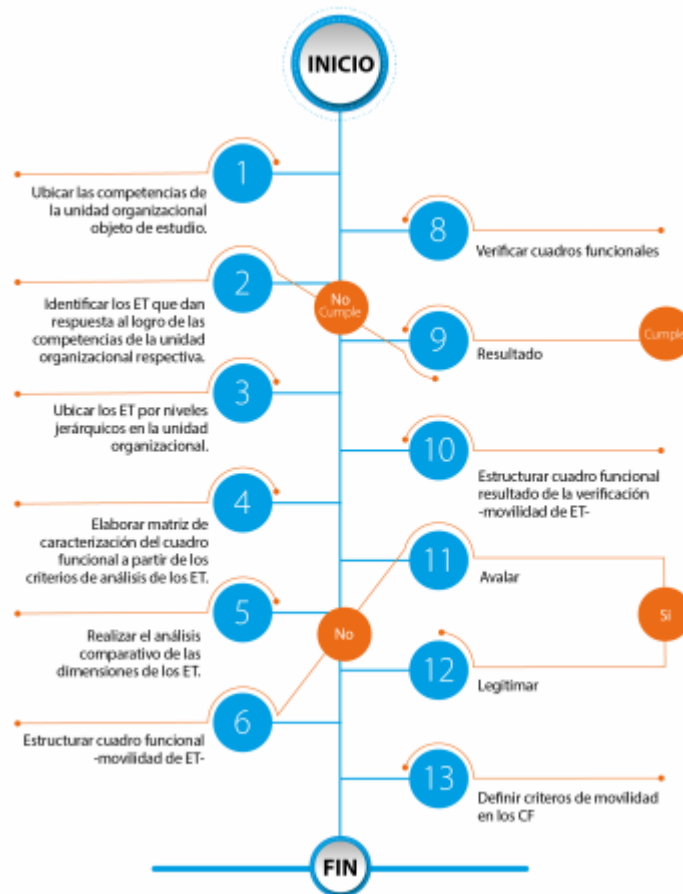 INICIO
1
Ubicar las competencias de
la unidad organizacional
objeto de estudio.
2
Identificar los ET que dan
respuesta al logro de las
competencias de la unidad
organizacional respectiva.
3
Ubicar los ET por niveles
jerárquicos en la unidad
organizacional.
4
Elaborar matriz de
caracterización del cuadro
funcional a partir de los
criterios de análisis de los ET.
5
Realizar el análisis
comparativo de las
dimensiones de los ET.
6
Estructurar cuadro funcional
-movilidad de ET-
No
Cumple
No
8
Verificar cuadros funcionales
9
Resultado
Cumple
10
Estructurar cuadro funcional
resultado de la verificación
-movilidad de ET-
11
Avalar
Si
12
Legitimar
13
Definir criterios de movilidad
en los CF
FIN